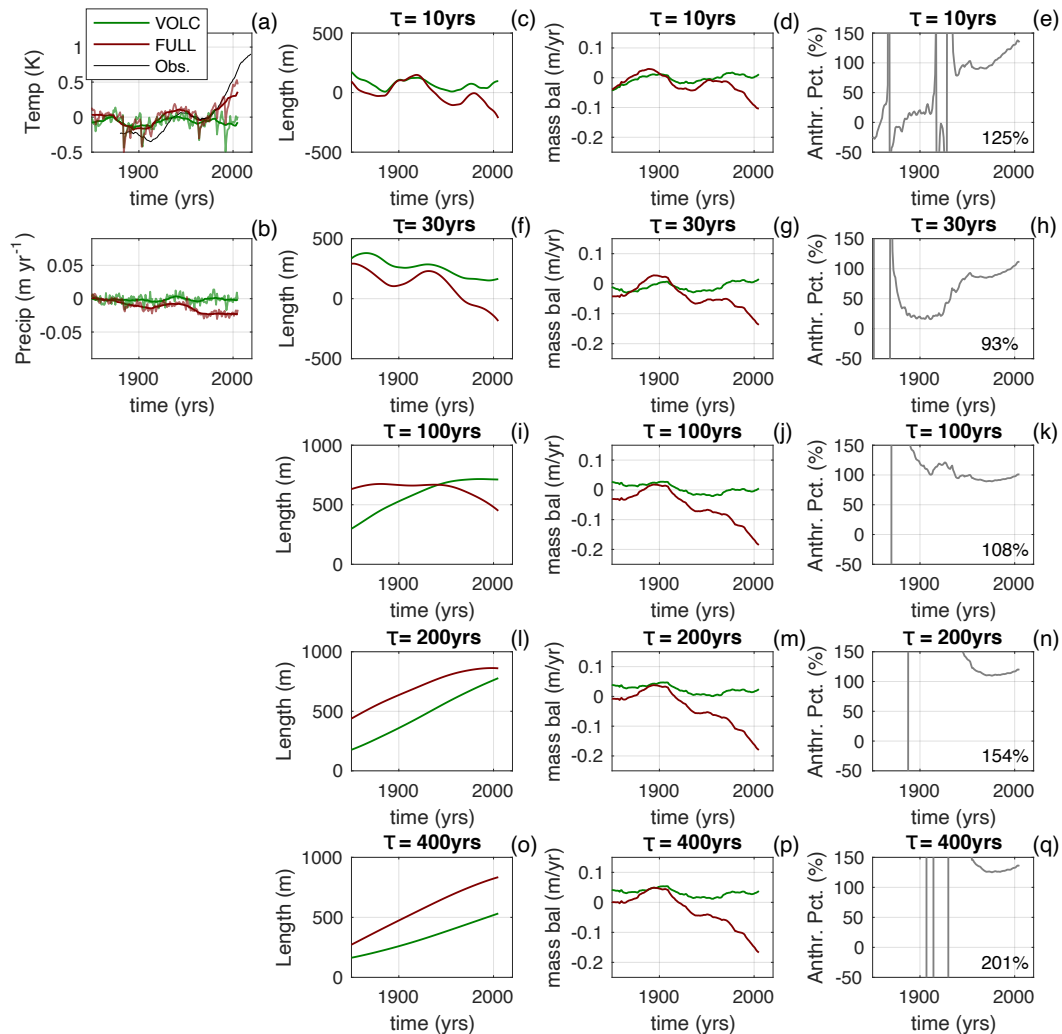 VOLC
FULL
Obs.
(a)
Temp (K)
1
0.5
0
-0.5
1900
2000
time (yrs)
τ = 10yrs
(c)
Length (m)
500
0
-500
1900
2000
time (yrs)
τ = 10yrs
(d)
mass bal (m/yr)
0.1
0
-0.1
-0.2
1900
2000
time (yrs)
τ = 10yrs
(e)
Anthr. Pct. (%)
150
100
50
0
-50
125%
1900
2000
time (yrs)
(b)
Precip (m yr-1)
0.05
0
-0.05
1900
2000
time (yrs)
τ = 30yrs
(f)
Length (m)
500
0
-500
1900
2000
time (yrs)
τ = 30yrs
(g)
mass bal (m/yr)
0.1
0
-0.1
-0.2
1900
2000
time (yrs)
τ = 30yrs
(h)
Anthr. Pct. (%)
150
100
50
0
-50
93%
1900
2000
time (yrs)
τ = 100yrs
(i)
Length (m)
1000
500
0
1900
2000
time (yrs)
τ = 100yrs
(j)
mass bal (m/yr)
0.1
0
-0.1
-0.2
1900
2000
time (yrs)
τ = 100yrs
(k)
Anthr. Pct. (%)
150
100
50
0
-50
108%
1900
2000
time (yrs)
τ = 200yrs
(l)
Length (m)
1000
500
0
1900
2000
time (yrs)
τ = 200yrs
(m)
mass bal (m/yr)
0.1
0
-0.1
-0.2
1900
2000
time (yrs)
τ = 200yrs
(n)
Anthr. Pct. (%)
150
100
50
0
-50
154%
1900
2000
time (yrs)
τ = 400yrs
(o)
Length (m)
1000
500
0
1900
2000
time (yrs)
τ = 400yrs
(p)
mass bal (m/yr)
0.1
0
-0.1
-0.2
1900
2000
time (yrs)
τ = 400yrs
(q)
Anthr. Pct. (%)
150
100
50
0
-50
201%
1900
2000
time (yrs)